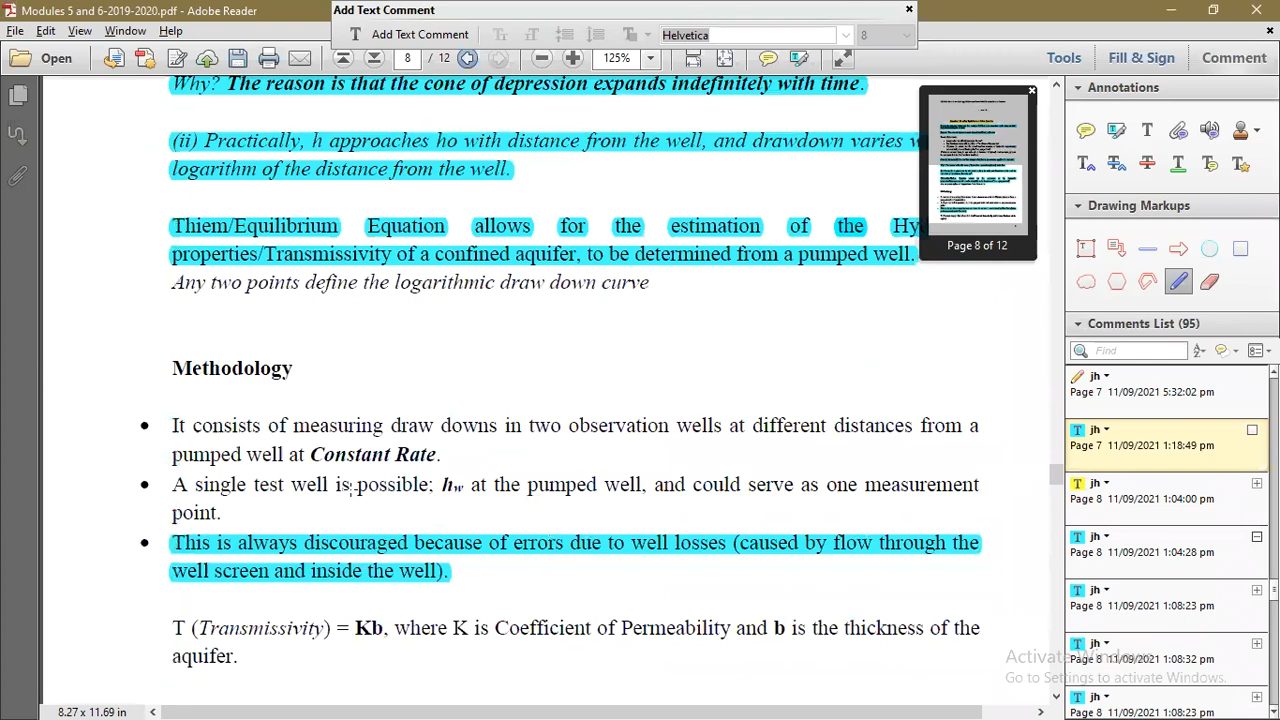 Modules 5 and 6-2019-2020.pdf - Adobe Reader
Add Text Comment
File Edit View Window Help
Add Text Comment Helvetica 8
Open 8 / 12 125% Tools Fill & Sign Comment
Why? The reason is that the cone of depression expands indefinitely with time.
(ii) Practically, h approaches ho with distance from the well, and drawdown varies
logarithm of the distance from the well.
Thiem/Equilibrium Equation allows for the estimation of the Hy
properties/Transmissivity of a confined aquifer, to be determined from a pumped well.
Any two points define the logarithmic draw down curve
Methodology
• It consists of measuring draw downs in two observation wells at different distances from a
pumped well at Constant Rate.
• A single test well is possible; hw at the pumped well, and could serve as one measurement
point.
• This is always discouraged because of errors due to well losses (caused by flow through the
well screen and inside the well).
T (Transmissivity) = Kb, where K is Coefficient of Permeability and b is the thickness of the
aquifer.
8.27 x 11.69 in
Page 8 of 12
Annotations
Drawing Markups
Comments List (95)
Find
jh
Page 7 11/09/2021 5:32:02 pm
jh
Page 7 11/09/2021 1:18:49 pm
jh
Page 8 11/09/2021 1:04:00 pm
jh
Page 8 11/09/2021 1:04:28 pm
jh
Page 8 11/09/2021 1:08:23 pm
jh
Page 8 11/09/2021 1:08:32 pm
jh
Page 8 11/09/2021 1:08:23 pm
Activate Windows
Go to Settings to activate Windows.